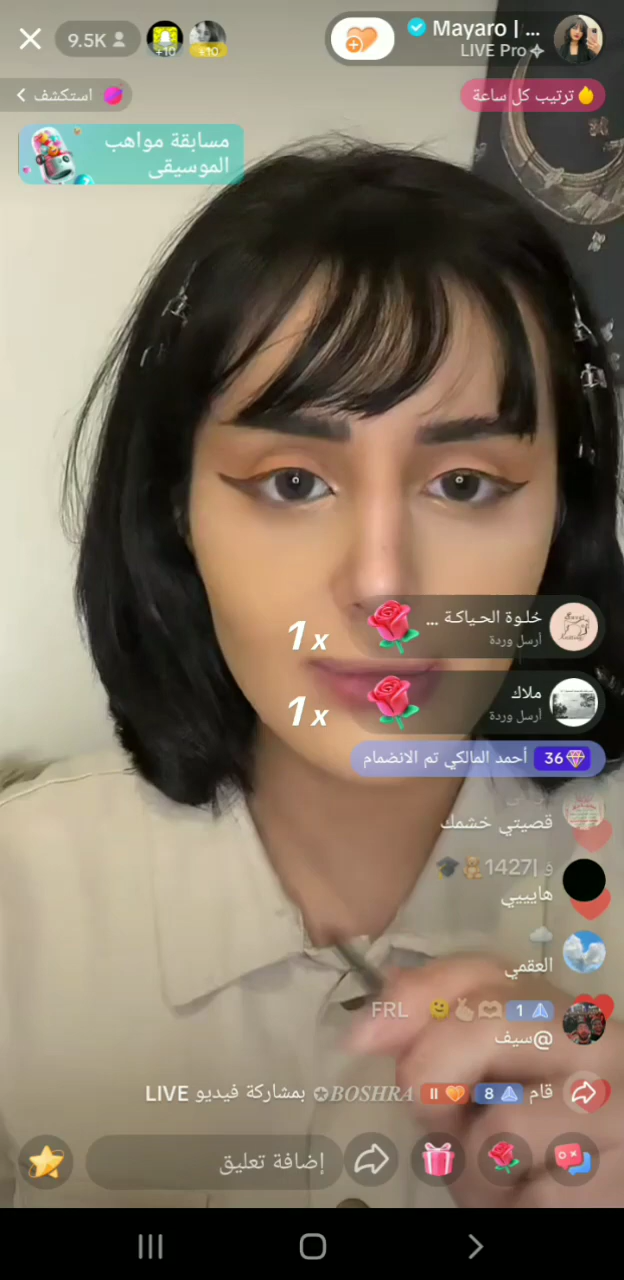 Mayaro | ...
LIVE Pro
9.5K
+10
+10
ترتيب كل ساعة
استكشف
مسابقة مواهب
الموسيقى
خلوة الحياكة ...
أرسل وردة
1x
ملاك
أرسل وردة
1x
36 أحمد المالكي تم الانضمام
قصيتي خشمك
ف|1427
هايييي
العقمي
1 FRL
@سيف
قام 8 II BOSHRA بمشاركة فيديو LIVE
إضافة تعليق